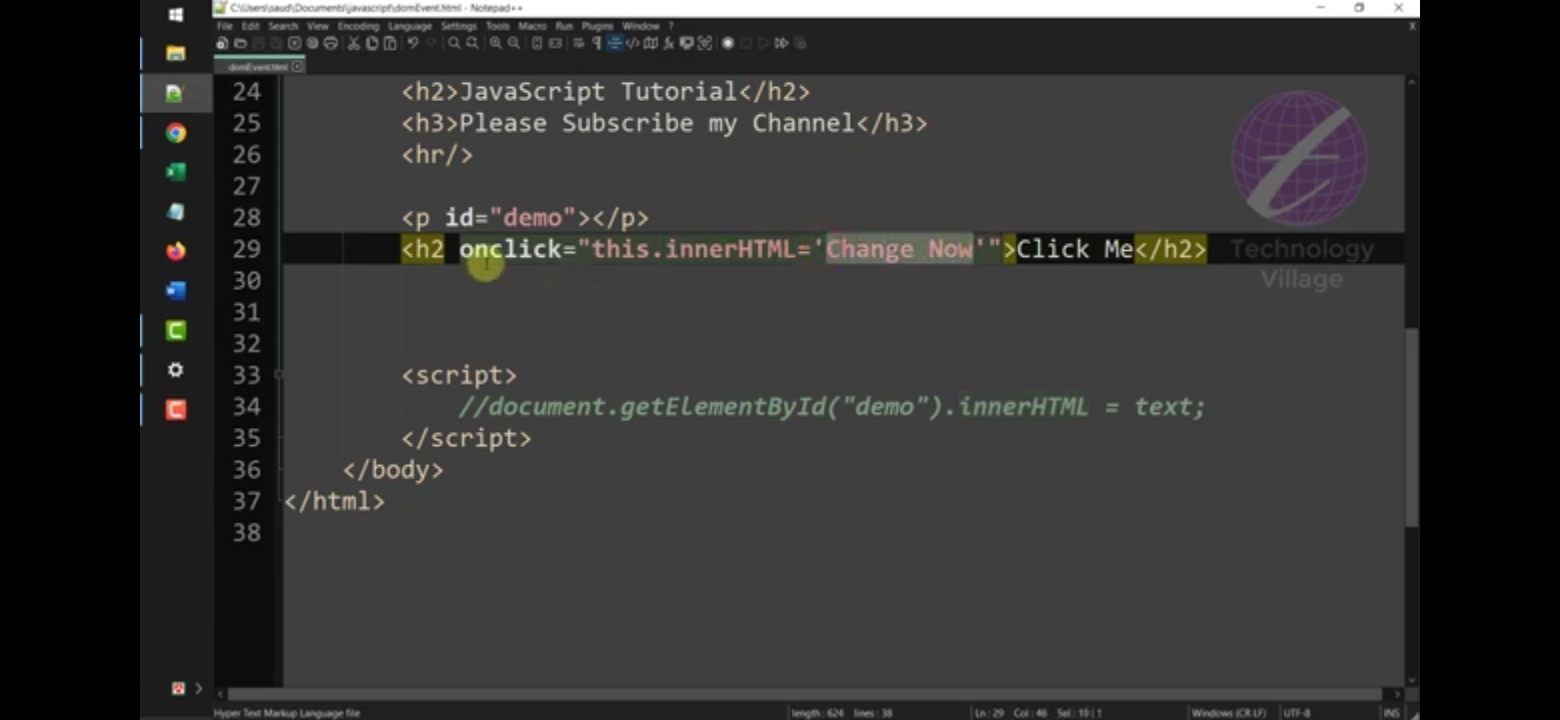 C:\Users\saud\Documents\javascript\domEvent.html - Notepad++
File Edit Search View Encoding Language Settings Tools Macro Run Plugins Window ?
X
domEvent.html
24 <h2>JavaScript Tutorial</h2>
25 <h3>Please Subscribe my Channel</h3>
26 <hr/>
27
28 <p id="demo"></p>
29 <h2 onclick="this.innerHTML='Change Now'">Click Me</h2>
30
31
32
33 <script>
34 //document.getElementById("demo").innerHTML = text;
35 </script>
36 </body>
37 </html>
38
Technology
Village
Hyper Text Markup Language file length : 624 lines : 38 Ln : 29 Col : 46 Sel : 10 | 1 Windows (CR LF) UTF-8 INS